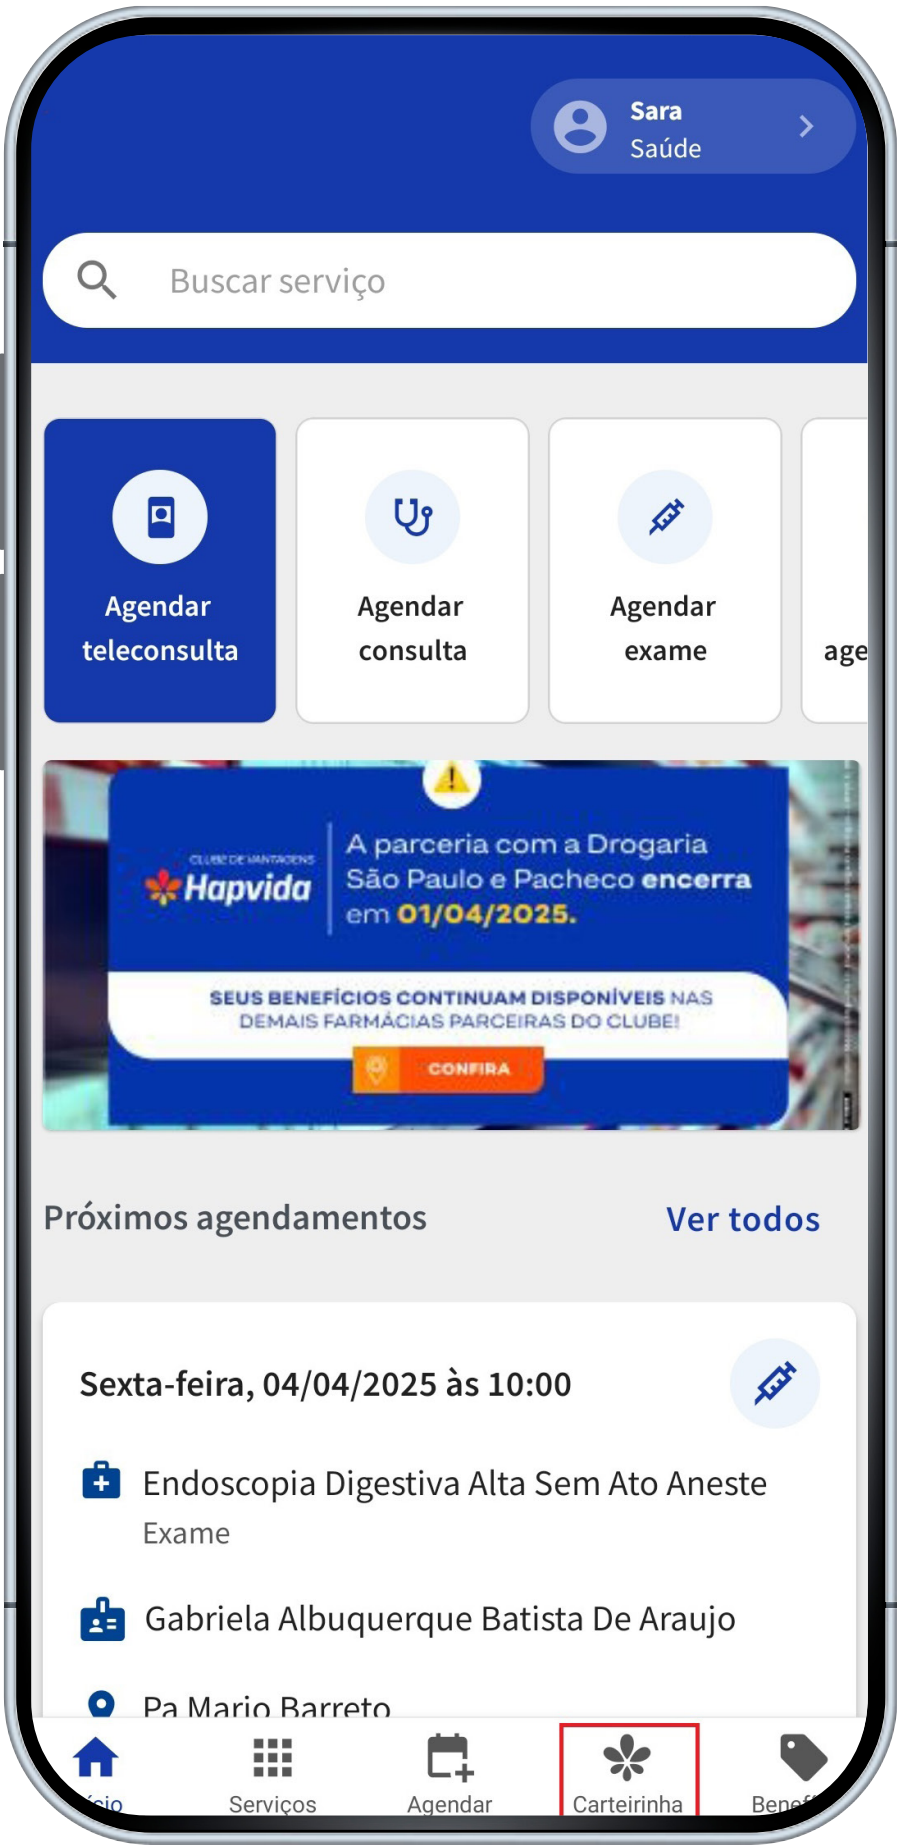 Sara
Saúde
Buscar serviço
Agendar
teleconsulta
Agendar
consulta
Agendar
exame
age
CLUBE DE VANTAGENS
Hapvida
A parceria com a Drogaria
São Paulo e Pacheco encerra
em 01/04/2025.
SEUS BENEFÍCIOS CONTINUAM DISPONÍVEIS NAS
DEMAIS FARMÁCIAS PARCEIRAS DO CLUBE!
CONFIRA
Próximos agendamentos
Ver todos
Sexta-feira, 04/04/2025 às 10:00
Endoscopia Digestiva Alta Sem Ato Aneste
Exame
Gabriela Albuquerque Batista De Araujo
Pa Mario Barreto
Serviços
Agendar
Carteirinha